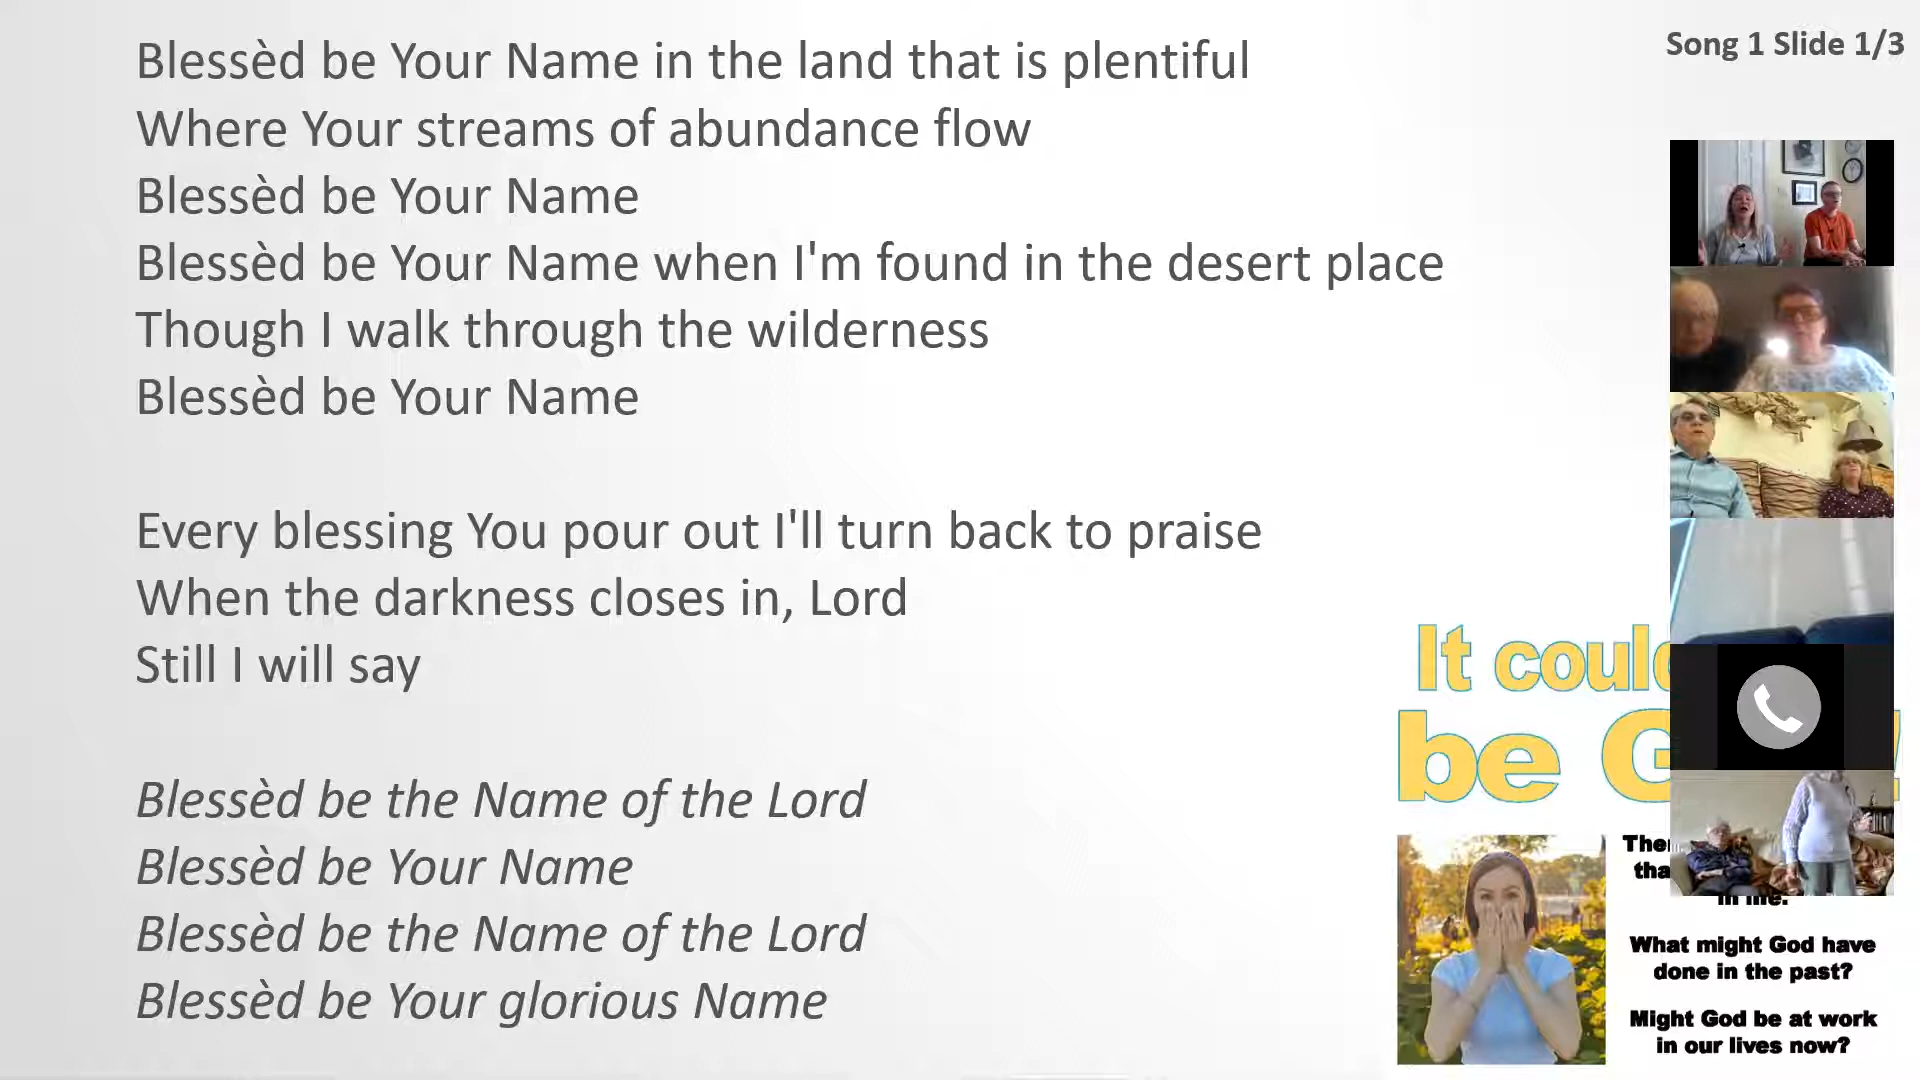 Blessèd be Your Name in the land that is plentiful
Where Your streams of abundance flow
Blessèd be Your Name
Blessèd be Your Name when I'm found in the desert place
Though I walk through the wilderness
Blessèd be Your Name
Every blessing You pour out I'll turn back to praise
When the darkness closes in, Lord
Still I will say
Blessèd be the Name of the Lord
Blessèd be Your Name
Blessèd be the Name of the Lord
Blessèd be Your glorious Name
Song 1 Slide 1/3
It could
be G
What might God have
done in the past?
Might God be at work
in our lives now?